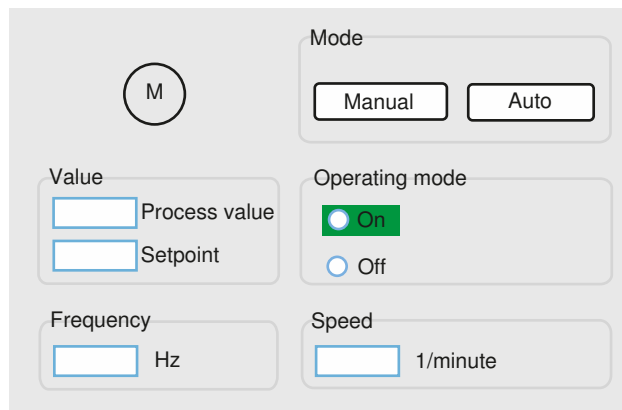 Mode
M
Manual
Auto
Value
Process value
Setpoint
Operating mode
On
Off
Frequency
Hz
Speed
1/minute